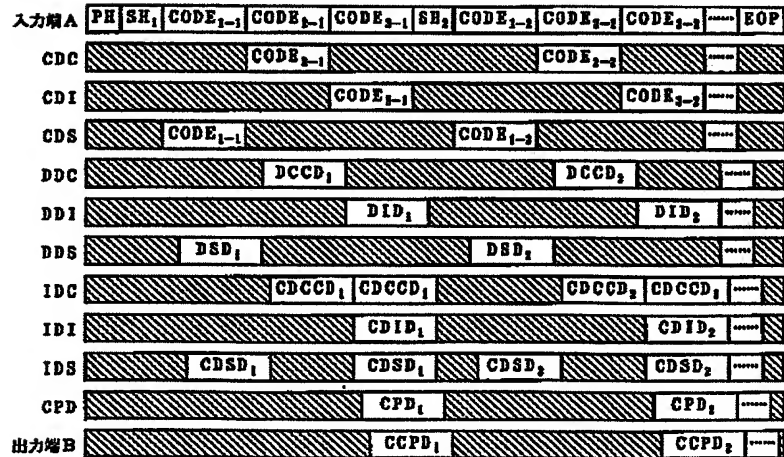 入力端A PH SH₁ CODE₁₋₁ CODE₂₋₁ CODE₃₋₁ SH₂ CODE₁₋₂ CODE₂₋₂ CODE₃₋₂ …… EOP
CDC CODE₂₋₁ CODE₂₋₂ ……
CDI CODE₃₋₁ CODE₃₋₂ ……
CDS CODE₁₋₁ CODE₁₋₂ ……
DDC DCCD₁ DCCD₂ ……
DDI DID₁ DID₂ ……
DDS DSD₁ DSD₂ ……
IDC CDCCD₁ CDCCD₁ CDCCD₂ CDCCD₂ ……
IDI CDID₁ CDID₂ ……
IDS CDSD₁ CDSD₁ CDSD₂ CDSD₂ ……
CPD CPD₁ CPD₂ ……
出力端B CCPD₁ CCPD₂ ……